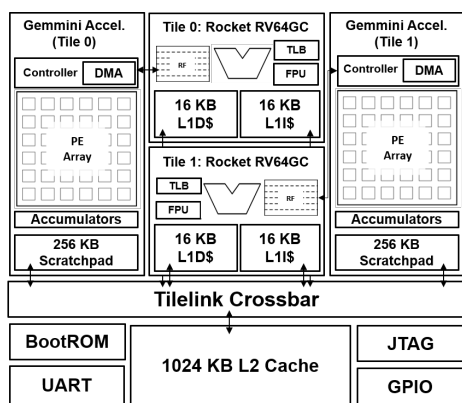 Gemmini Accel.
(Tile 0)
Controller
DMA
PE
Array
Accumulators
256 KB
Scratchpad
Tile 0: Rocket RV64GC
RF
TLB
FPU
16 KB
L1D$
16 KB
L1I$
Tile 1: Rocket RV64GC
TLB
FPU
RF
16 KB
L1D$
16 KB
L1I$
Gemmini Accel.
(Tile 1)
Controller
DMA
PE
Array
Accumulators
256 KB
Scratchpad
Tilelink Crossbar
BootROM
UART
1024 KB L2 Cache
JTAG
GPIO